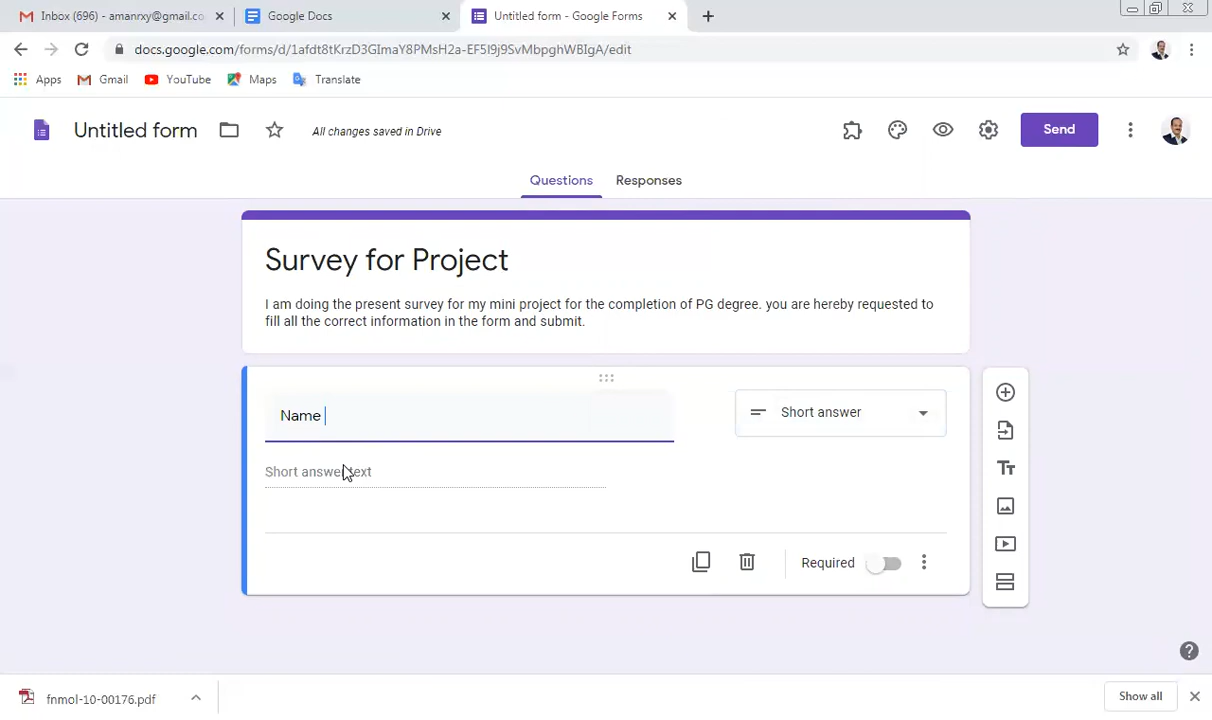 Inbox (696) - amanrxy@gmail.co
Google Docs
Untitled form - Google Forms
docs.google.com/forms/d/1afdt8tKrzD3GImaY8PMsH2a-EF5I9j9SvMbpghWBIgA/edit
Apps
Gmail
YouTube
Maps
Translate
Untitled form
All changes saved in Drive
Send
Questions
Responses
Survey for Project
I am doing the present survey for my mini project for the completion of PG degree. you are hereby requested to
fill all the correct information in the form and submit.
Name
Short answer
Short answer text
Required
fnmol-10-00176.pdf
Show all